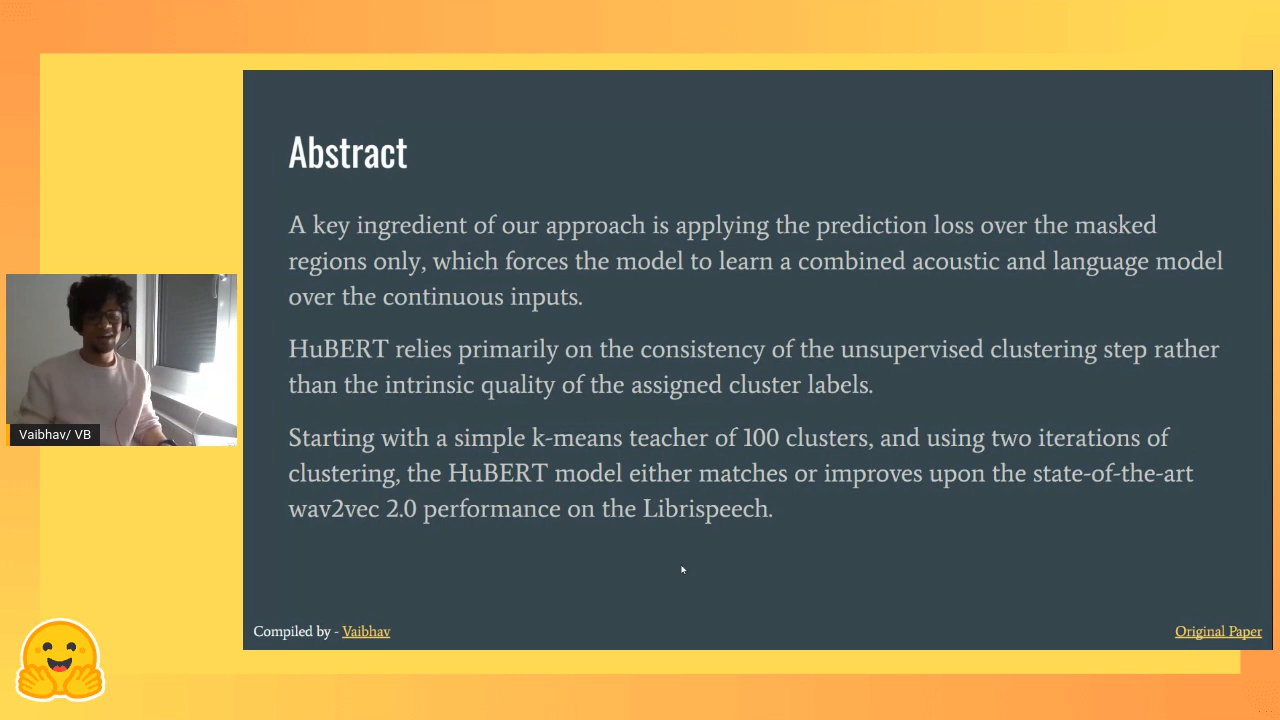 Abstract
A key ingredient of our approach is applying the prediction loss over the masked
regions only, which forces the model to learn a combined acoustic and language model
over the continuous inputs.
HuBERT relies primarily on the consistency of the unsupervised clustering step rather
than the intrinsic quality of the assigned cluster labels.
Starting with a simple k-means teacher of 100 clusters, and using two iterations of
clustering, the HuBERT model either matches or improves upon the state-of-the-art
wav2vec 2.0 performance on the Librispeech.
Vaibhav/ VB
Compiled by - Vaibhav
Original Paper